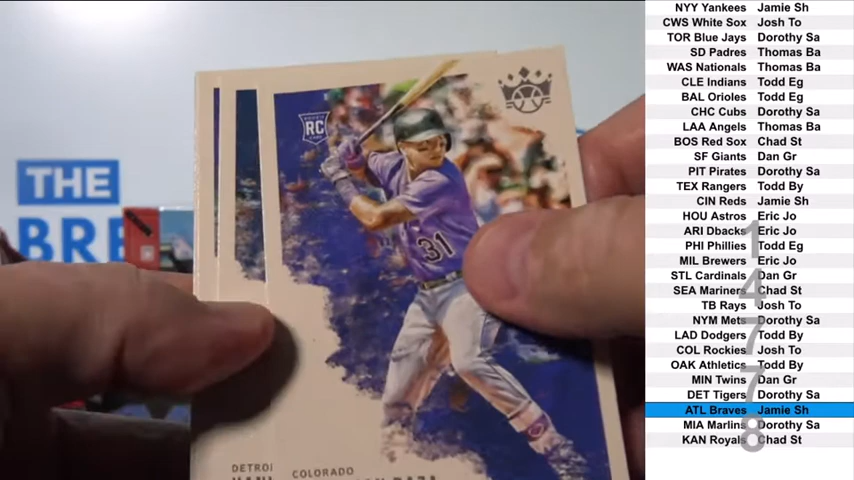 THE
BRE
RC
31
DETROI
COLORADO
NYY Yankees Jamie Sh
CWS White Sox Josh To
TOR Blue Jays Dorothy Sa
SD Padres Thomas Ba
WAS Nationals Thomas Ba
CLE Indians Todd Eg
BAL Orioles Todd Eg
CHC Cubs Dorothy Sa
LAA Angels Thomas Ba
BOS Red Sox Chad St
SF Giants Dan Gr
PIT Pirates Dorothy Sa
TEX Rangers Todd By
CIN Reds Jamie Sh
HOU Astros Eric Jo
ARI Dbacks Eric Jo
PHI Phillies Todd Eg
MIL Brewers Eric Jo
STL Cardinals Dan Gr
SEA Mariners Chad St
TB Rays Josh To
NYM Mets Dorothy Sa
LAD Dodgers Todd By
COL Rockies Josh To
OAK Athletics Todd By
MIN Twins Dan Gr
DET Tigers Dorothy Sa
ATL Braves Jamie Sh
MIA Marlins Dorothy Sa
KAN Royals Chad St
1
4
7
7
8